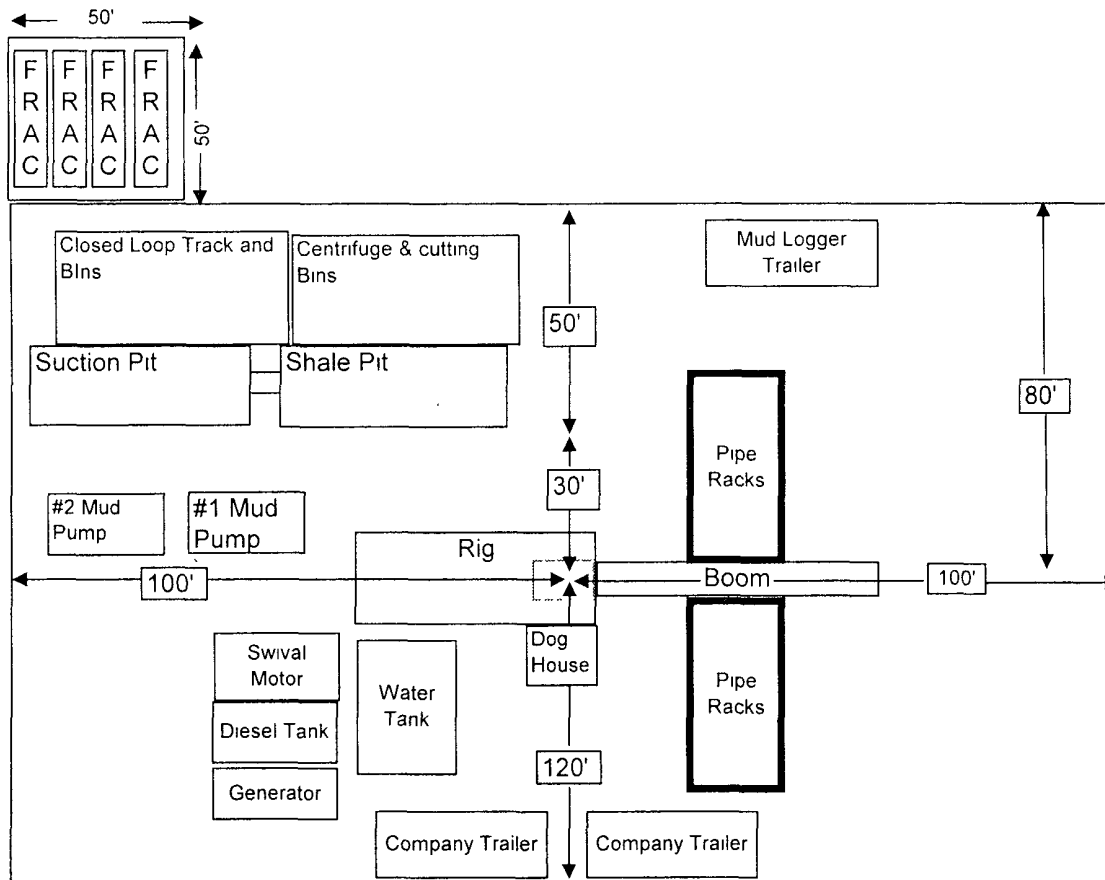 50'
F
R
A
C
F
R
A
C
F
R
A
C
F
R
A
C
50'
Closed Loop Track and
BIns
Centrifuge & cutting
Bins
Mud Logger
Trailer
50'
Suction Pit
Shale Pit
80'
Pipe
Racks
30'
#2 Mud
Pump
#1 Mud
Pump
Rig
100'
Boom
100'
Dog
House
Swival
Motor
Water
Tank
Pipe
Racks
Diesel Tank
120'
Generator
Company Trailer
Company Trailer